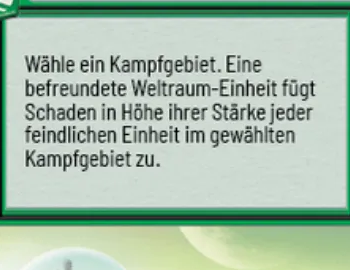 Wähle ein Kampfgebiet. Eine
befreundete Weltraum-Einheit fügt
Schaden in Höhe ihrer Stärke jeder
feindlichen Einheit im gewählten
Kampfgebiet zu.